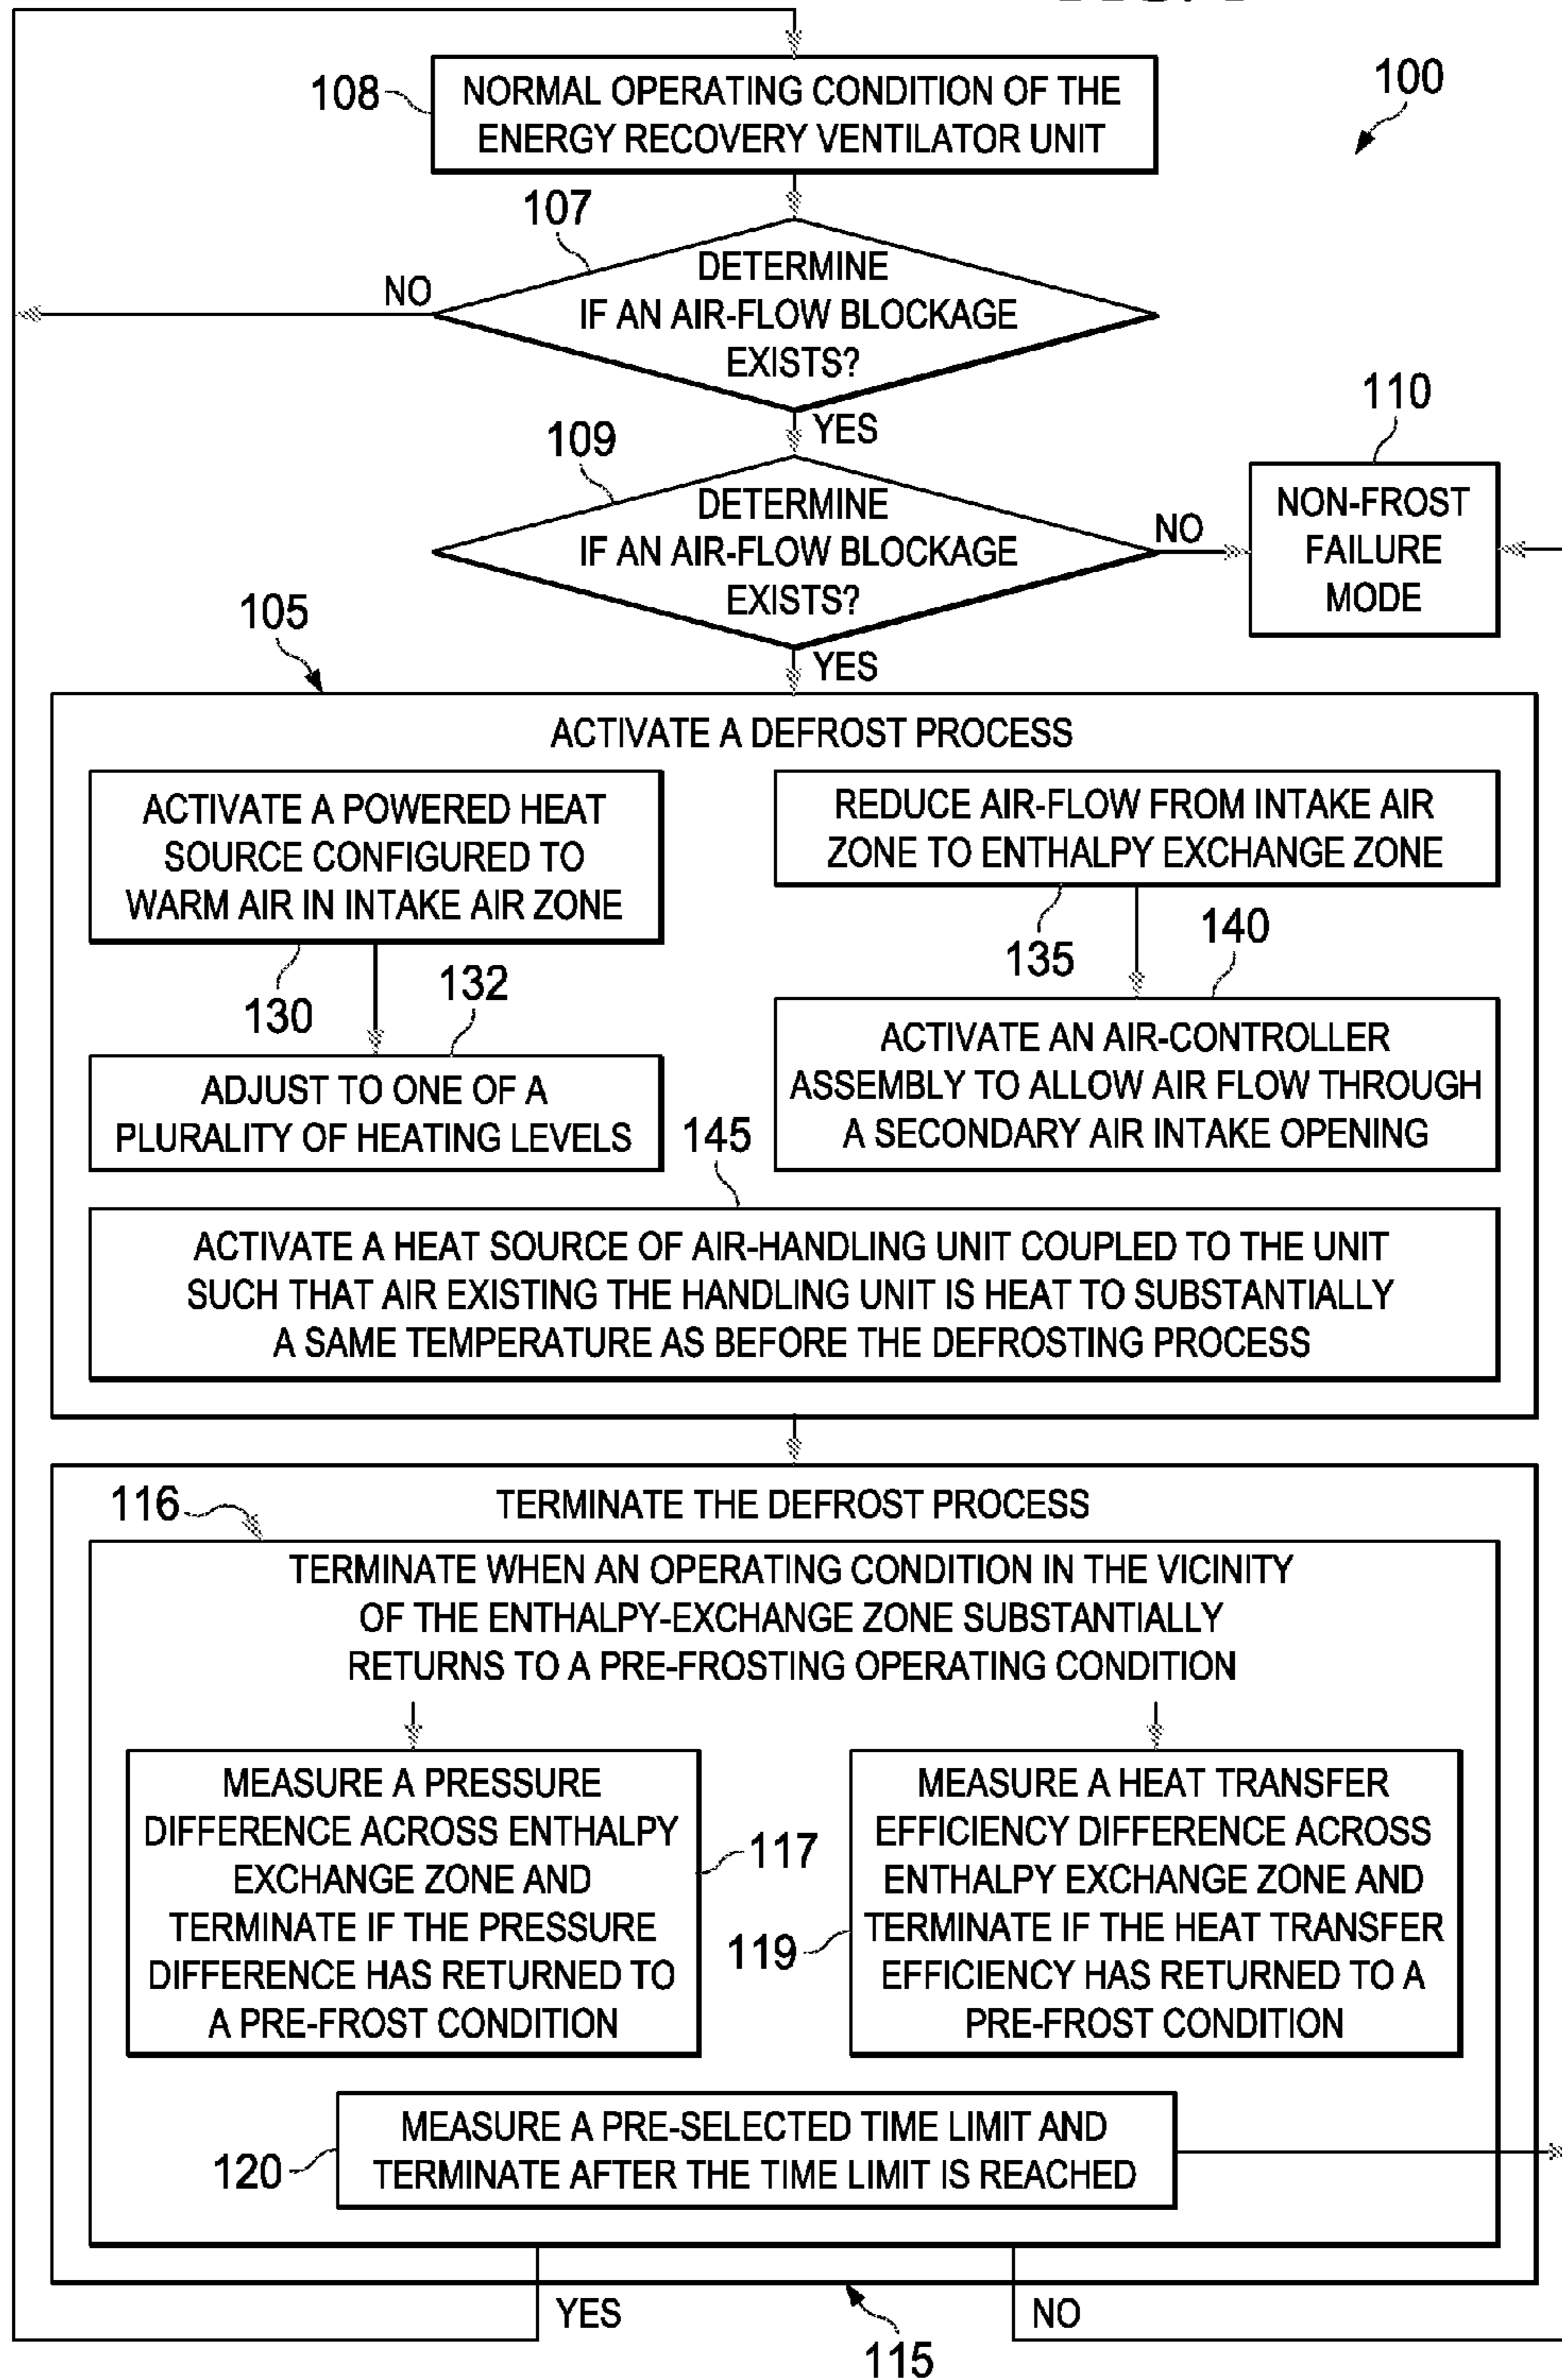 100
108
NORMAL OPERATING CONDITION OF THE
ENERGY RECOVERY VENTILATOR UNIT
107
DETERMINE
IF AN AIR-FLOW BLOCKAGE
EXISTS?
NO
YES
109
DETERMINE
IF AN AIR-FLOW BLOCKAGE
EXISTS?
NO
110
NON-FROST
FAILURE
MODE
YES
105
ACTIVATE A DEFROST PROCESS
ACTIVATE A POWERED HEAT
SOURCE CONFIGURED TO
WARM AIR IN INTAKE AIR ZONE
130
132
ADJUST TO ONE OF A
PLURALITY OF HEATING LEVELS
REDUCE AIR-FLOW FROM INTAKE AIR
ZONE TO ENTHALPY EXCHANGE ZONE
135
140
ACTIVATE AN AIR-CONTROLLER
ASSEMBLY TO ALLOW AIR FLOW THROUGH
A SECONDARY AIR INTAKE OPENING
145
ACTIVATE A HEAT SOURCE OF AIR-HANDLING UNIT COUPLED TO THE UNIT
SUCH THAT AIR EXISTING THE HANDLING UNIT IS HEAT TO SUBSTANTIALLY
A SAME TEMPERATURE AS BEFORE THE DEFROSTING PROCESS
TERMINATE THE DEFROST PROCESS
116
TERMINATE WHEN AN OPERATING CONDITION IN THE VICINITY
OF THE ENTHALPY-EXCHANGE ZONE SUBSTANTIALLY
RETURNS TO A PRE-FROSTING OPERATING CONDITION
MEASURE A PRESSURE
DIFFERENCE ACROSS ENTHALPY
EXCHANGE ZONE AND
TERMINATE IF THE PRESSURE
DIFFERENCE HAS RETURNED TO
A PRE-FROST CONDITION
117
MEASURE A HEAT TRANSFER
EFFICIENCY DIFFERENCE ACROSS
ENTHALPY EXCHANGE ZONE AND
TERMINATE IF THE HEAT TRANSFER
EFFICIENCY HAS RETURNED TO A
PRE-FROST CONDITION
119
MEASURE A PRE-SELECTED TIME LIMIT AND
TERMINATE AFTER THE TIME LIMIT IS REACHED
120
YES
NO
115